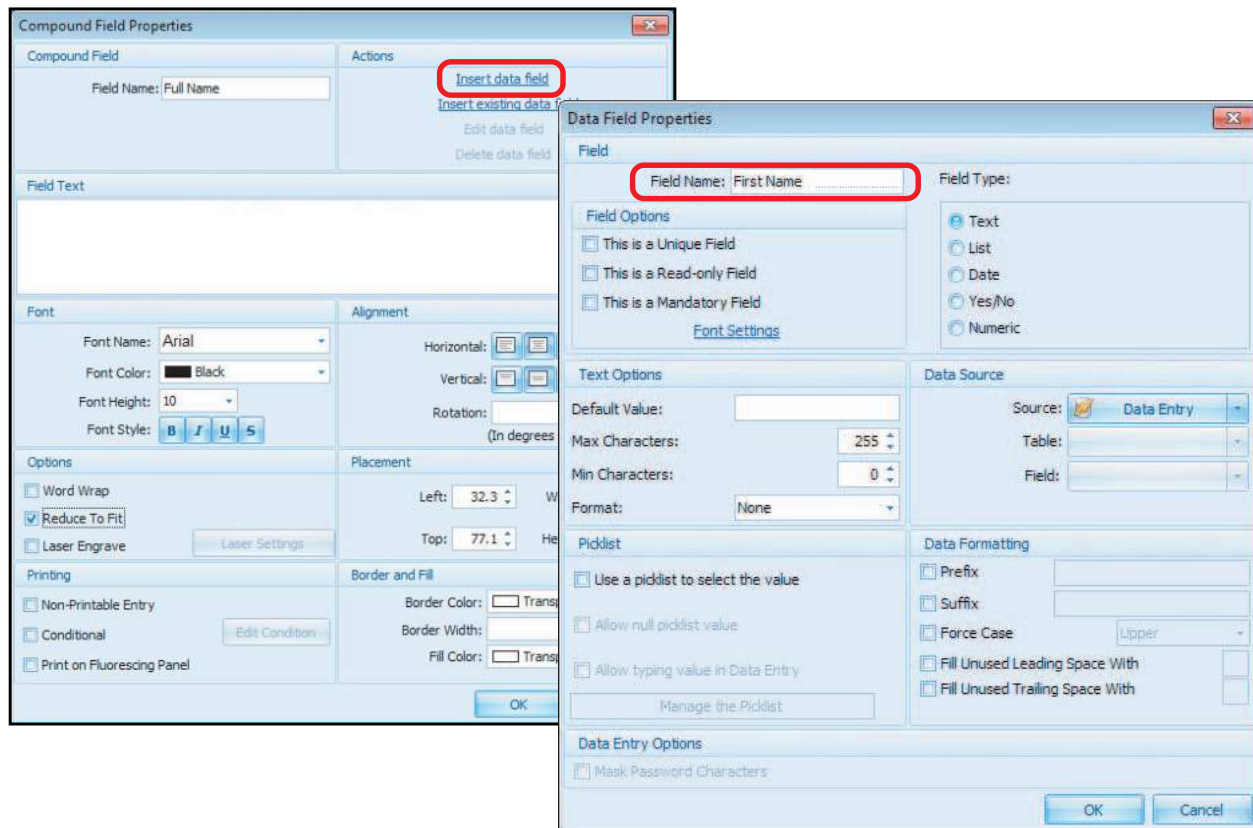 Compound Field Properties
Compound Field
Field Name: Full Name
Actions
Insert data field
Insert existing data
Edit data field
Delete data field
Field Text
Font
Font Name: Arial
Font Color: Black
Font Height: 10
Font Style: B I U S
Alignment
Horizontal:
Vertical:
Rotation:
(In degrees
Options
Word Wrap
Reduce To Fit
Laser Engrave Laser Settings
Placement
Left: 32.3 W
Top: 77.1 He
Printing
Non-Printable Entry
Conditional Edit Condition
Print on Fluorescing Panel
Border and Fill
Border Color: Transp
Border Width:
Fill Color: Transp
OK
Data Field Properties
Field
Field Name: First Name
Field Options
This is a Unique Field
This is a Read-only Field
This is a Mandatory Field
Font Settings
Field Type:
Text
List
Date
Yes/No
Numeric
Text Options
Default Value:
Max Characters: 255
Min Characters: 0
Format: None
Data Source
Source: Data Entry
Table:
Field:
Picklist
Use a picklist to select the value
Allow null picklist value
Allow typing value in Data Entry
Manage the Picklist
Data Formatting
Prefix
Suffix
Force Case Upper
Fill Unused Leading Space With
Fill Unused Trailing Space With
Data Entry Options
Mask Password Characters
OK Cancel